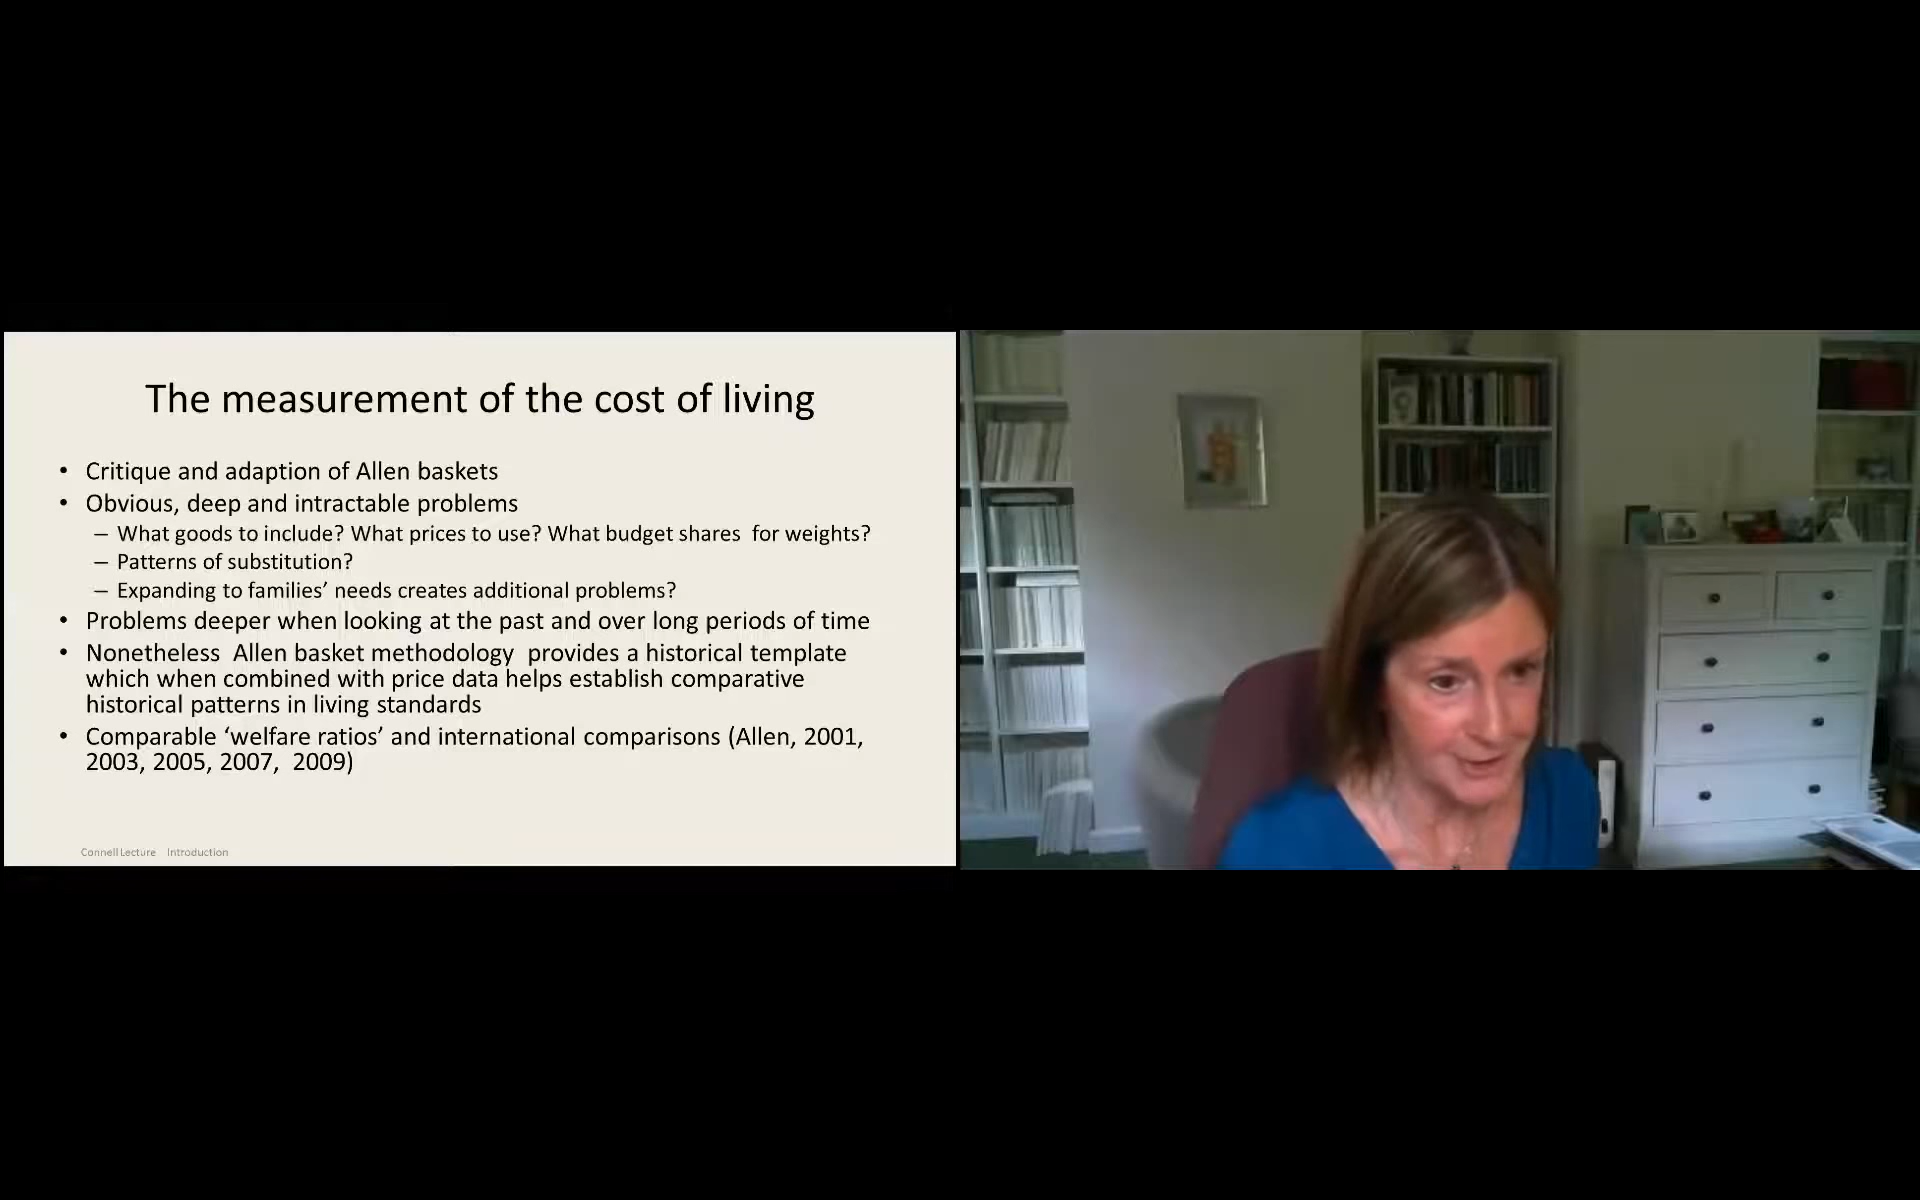 The measurement of the cost of living
• Critique and adaption of Allen baskets
• Obvious, deep and intractable problems
– What goods to include? What prices to use? What budget shares for weights?
– Patterns of substitution?
– Expanding to families’ needs creates additional problems?
• Problems deeper when looking at the past and over long periods of time
• Nonetheless Allen basket methodology provides a historical template
which when combined with price data helps establish comparative
historical patterns in living standards
• Comparable ‘welfare ratios’ and international comparisons (Allen, 2001,
2003, 2005, 2007, 2009)
Connell Lecture Introduction